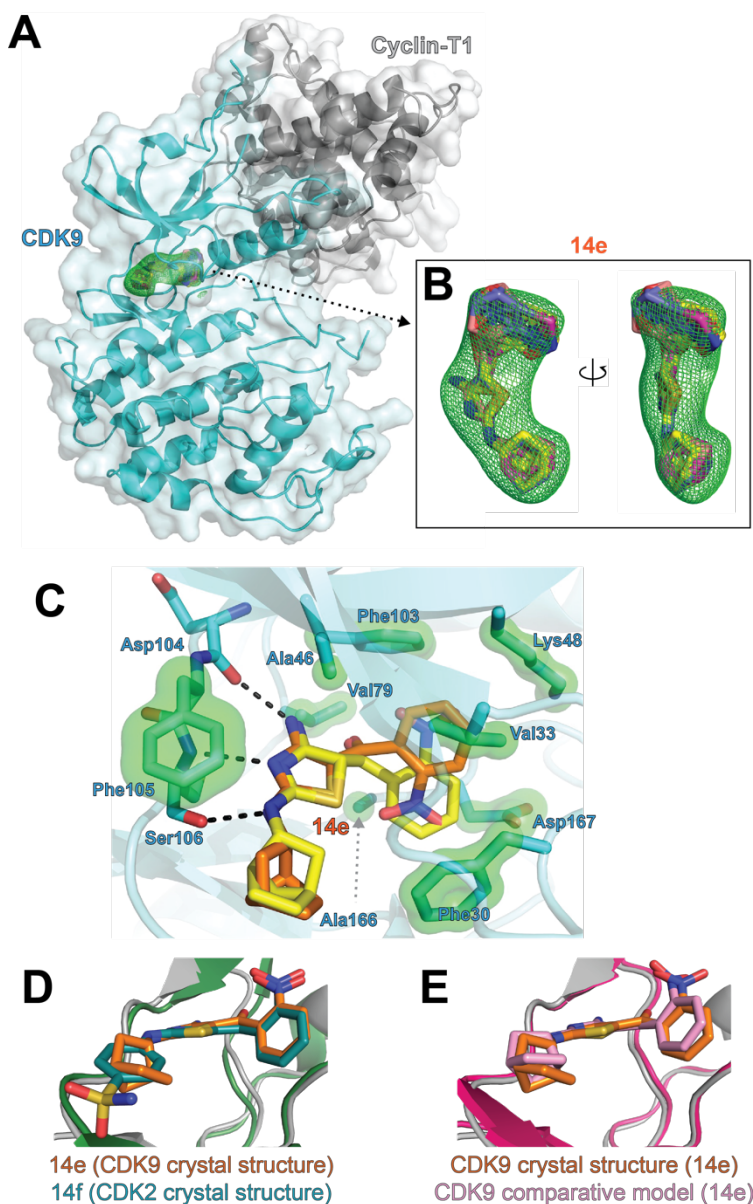 A
Cyclin-T1
CDK9
14e
B
C
Phe103
Asp104
Lys48
Ala46
Val79
Val33
Phe105
Asp167
14e
Ser106
Ala166
Phe30
D
E
14e (CDK9 crystal structure)
14f (CDK2 crystal structure)
CDK9 crystal structure (14e)
CDK9 comparative model (14e)